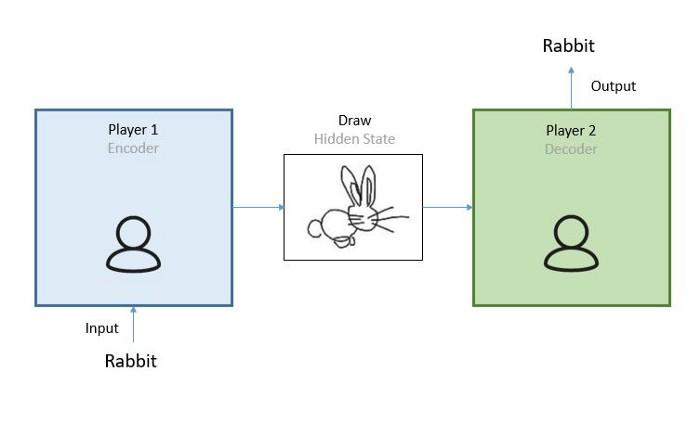 Rabbit
Output
Player 1
Encoder
Draw
Hidden State
Player 2
Decoder
Input
Rabbit